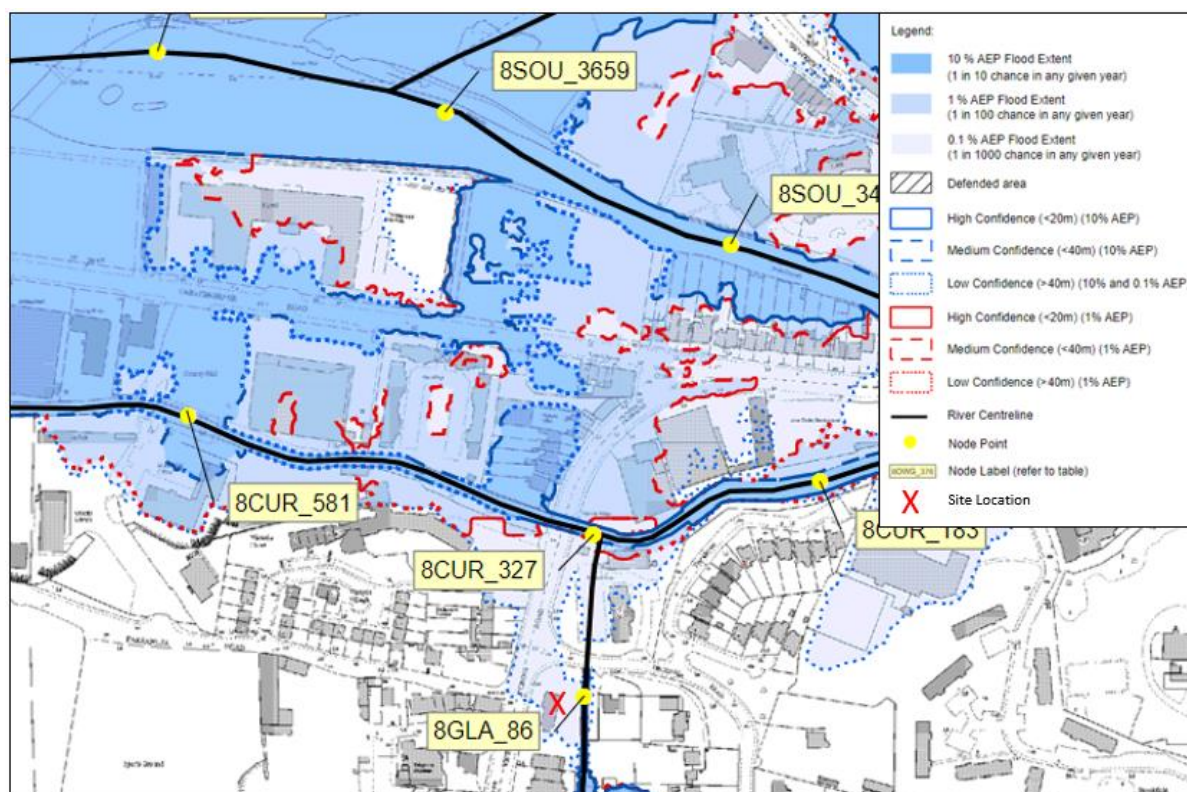 8SOU_3659
8SOU_34
8CUR_581
8CUR_327
8CUR_183
8GLA_86
Legend:
10 % AEP Flood Extent
(1 in 10 chance in any given year)
1 % AEP Flood Extent
(1 in 100 chance in any given year)
0.1 % AEP Flood Extent
(1 in 1000 chance in any given year)
Defended area
High Confidence (<20m) (10% AEP)
Medium Confidence (<40m) (10% AEP)
Low Confidence (>40m) (10% and 0.1% AEP)
High Confidence (<20m) (1% AEP)
Medium Confidence (<40m) (1% AEP)
Low Confidence (>40m) (1% AEP)
River Centreline
Node Point
Node Label (refer to table)
X Site Location